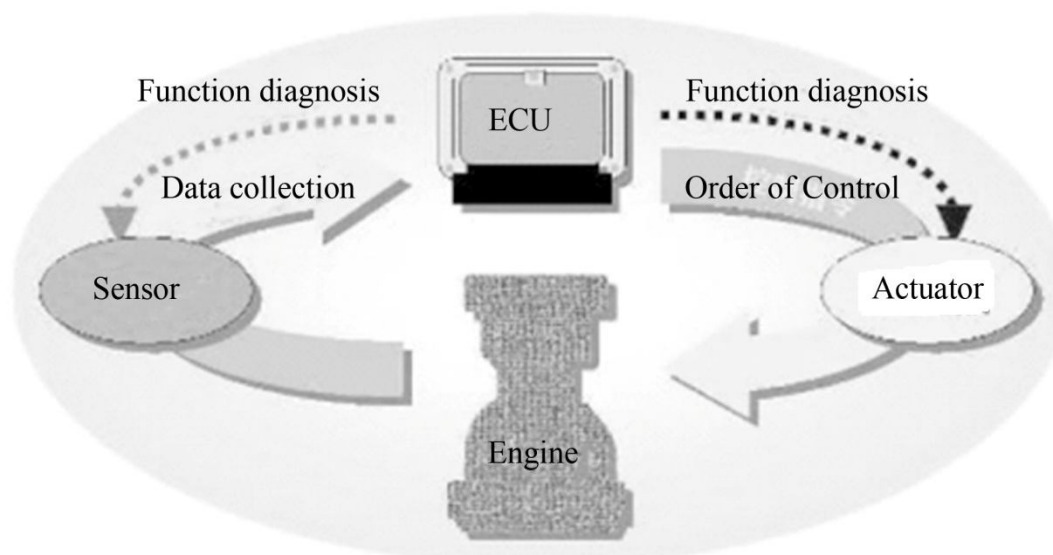 Function diagnosis
ECU
Function diagnosis
Data collection
Order of Control
Sensor
Actuator
Engine